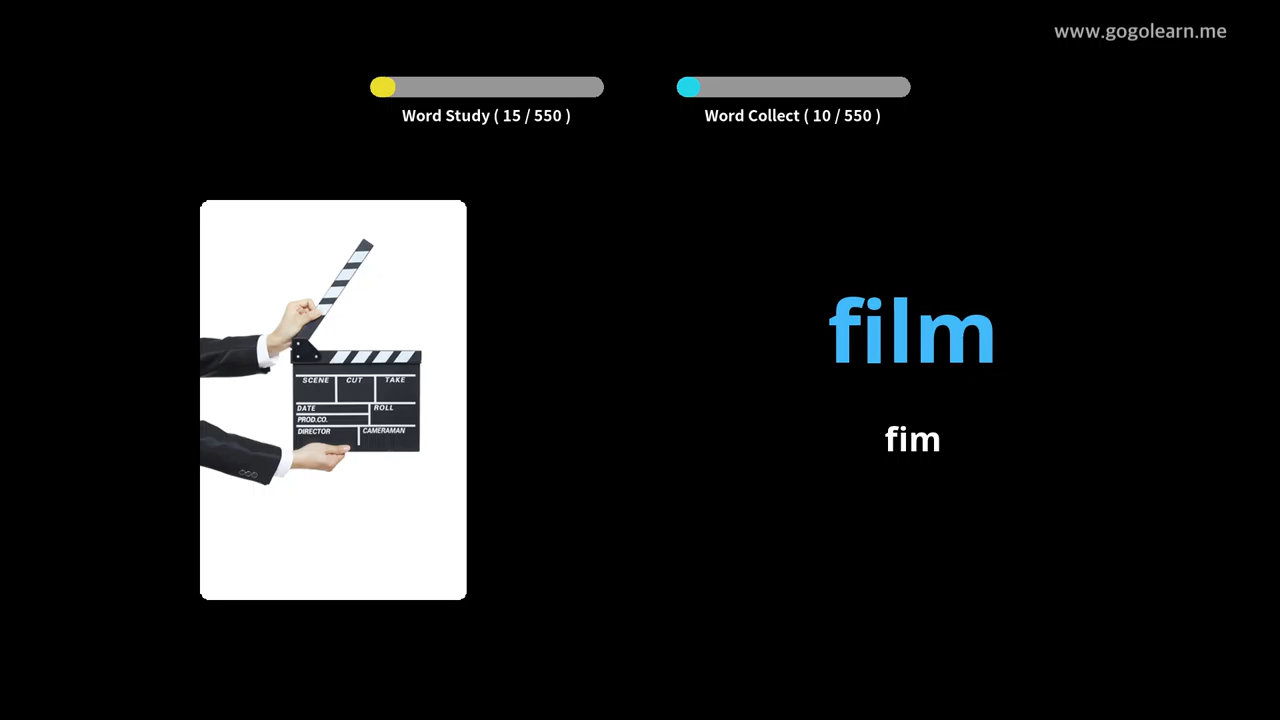 www.gogolearn.me
Word Study ( 15 / 550 )
Word Collect ( 10 / 550 )
film
fim
SCENE CUT TAKE
DATE ROLL
PROD.CO.
DIRECTOR CAMERAMAN